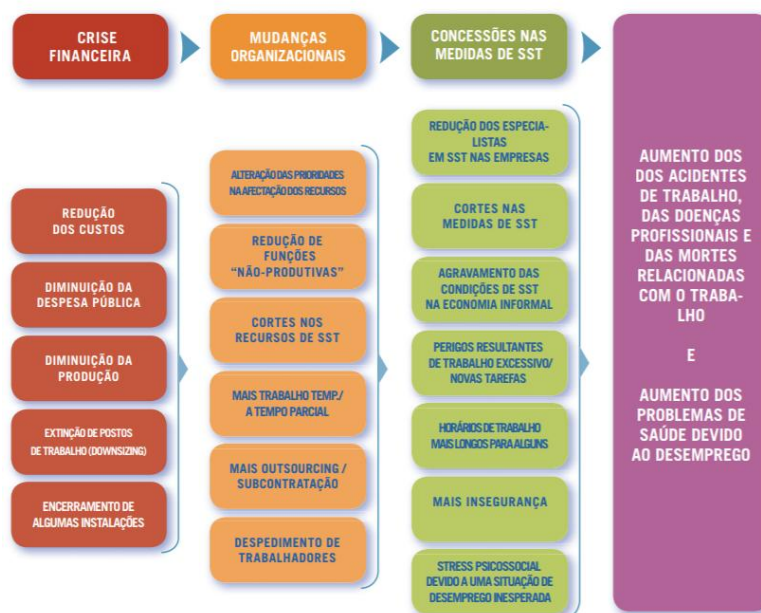 CRISE
FINANCEIRA
MUDANÇAS
ORGANIZACIONAIS
CONCESSÕES NAS
MEDIDAS DE SST
REDUÇÃO
DOS CUSTOS
DIMINUIÇÃO DA
DESPESA PÚBLICA
DIMINUIÇÃO DA
PRODUÇÃO
EXTINÇÃO DE POSTOS
DE TRABALHO (DOWNSIZING)
ENCERRAMENTO DE
ALGUMAS INSTALAÇÕES
ALTERAÇÃO DAS PRIORIDADES
NA AFECTAÇÃO DOS RECURSOS
REDUÇÃO DE
FUNÇÕES
“NÃO-PRODUTIVAS”
CORTES NOS
RECURSOS DE SST
MAIS TRABALHO TEMP./
A TEMPO PARCIAL
MAIS OUTSOURCING /
SUBCONTRATAÇÃO
DESPEDIMENTO DE
TRABALHADORES
REDUÇÃO DOS ESPECIA-
LISTAS
EM SST NAS EMPRESAS
CORTES NAS
MEDIDAS DE SST
AGRAVAMENTO DAS
CONDIÇÕES DE SST
NA ECONOMIA INFORMAL
PERIGOS RESULTANTES
DE TRABALHO EXCESSIVO/
NOVAS TAREFAS
HORÁRIOS DE TRABALHO
MAIS LONGOS PARA ALGUNS
MAIS INSEGURANÇA
STRESS PSICOSSOCIAL
DEVIDO A UMA SITUAÇÃO DE
DESEMPREGO INESPERADA
AUMENTO DOS
DOS ACIDENTES
DE TRABALHO,
DAS DOENÇAS
PROFISSIONAIS E
DAS MORTES
RELACIONADAS
COM O TRABA-
LHO
E
AUMENTO DOS
PROBLEMAS DE
SAÚDE DEVIDO
AO DESEMPREGO